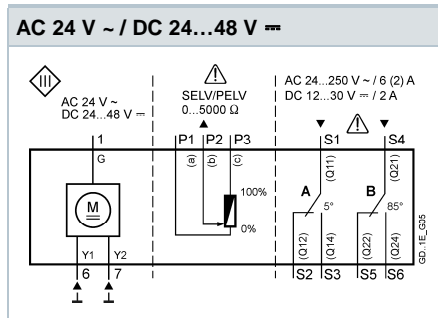 AC 24 V ~ / DC 24...48 V ⎓
III
AC 24 V ~
DC 24...48 V ⎓
SELV/PELV
0...5000 Ω
AC 24...250 V ~ / 6 (2) A
DC 12...30 V ⎓ / 2 A
1
P1
P2
P3
S1
S4
G
(a)
(b)
(c)
(Q11)
(Q21)
M
100%
0%
A
5°
B
85°
Y1
Y2
(Q12)
(Q14)
(Q22)
(Q24)
6
7
S2
S3
S5
S6
GD..1E_G05